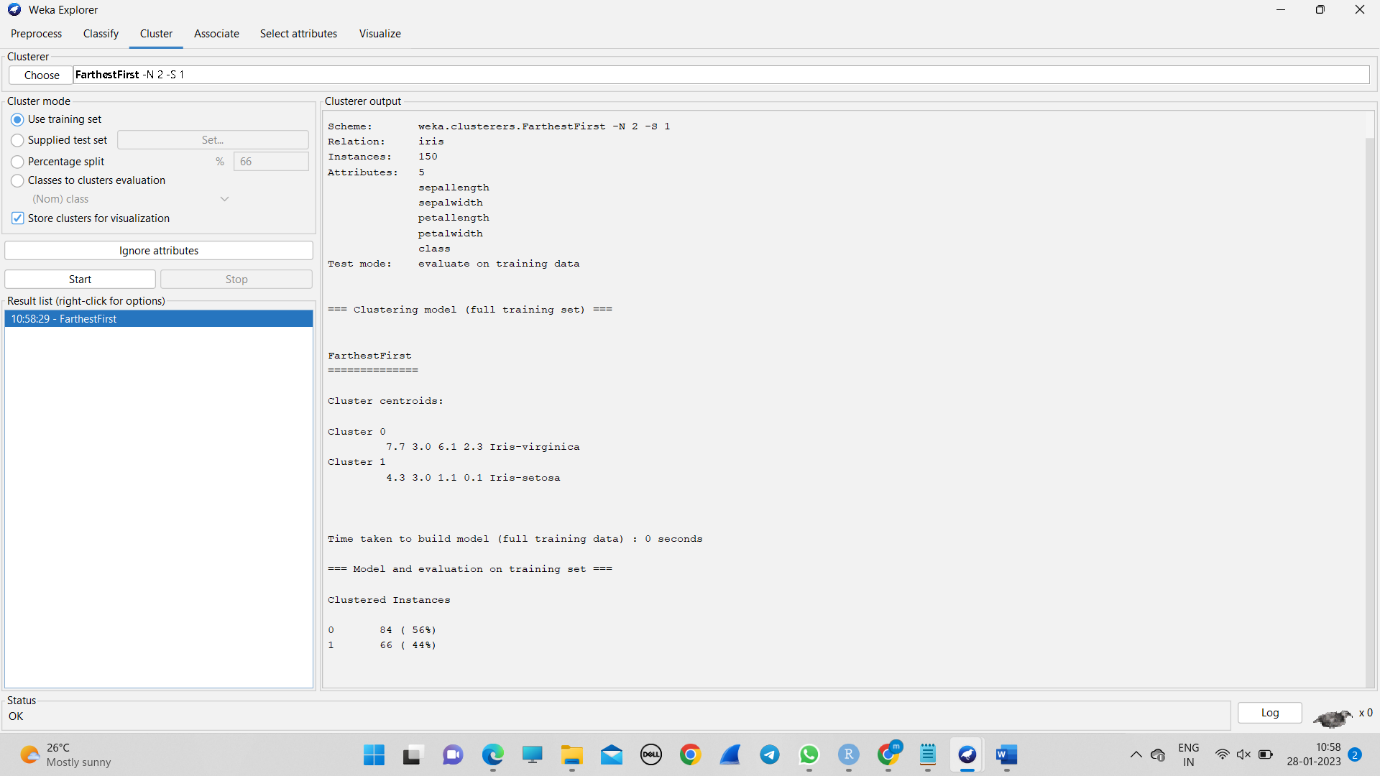 Weka Explorer
Preprocess Classify Cluster Associate Select attributes Visualize
Clusterer
Choose FarthestFirst -N 2 -S 1
Cluster mode
Use training set
Supplied test set Set...
Percentage split % 66
Classes to clusters evaluation
(Nom) class
Store clusters for visualization
Ignore attributes
Start Stop
Result list (right-click for options)
10:58:29 - FarthestFirst
Clusterer output
Scheme: weka.clusterers.FarthestFirst -N 2 -S 1
Relation: iris
Instances: 150
Attributes: 5
sepallength
sepalwidth
petallength
petalwidth
class
Test mode: evaluate on training data
=== Clustering model (full training set) ===
FarthestFirst
==============
Cluster centroids:
Cluster 0
7.7 3.0 6.1 2.3 Iris-virginica
Cluster 1
4.3 3.0 1.1 0.1 Iris-setosa
Time taken to build model (full training data) : 0 seconds
=== Model and evaluation on training set ===
Clustered Instances
0 84 ( 56%)
1 66 ( 44%)
Status
OK
Log x 0
26°C
Mostly sunny
DELL
R
m
W
ENG
IN
10:58
28-01-2023
2